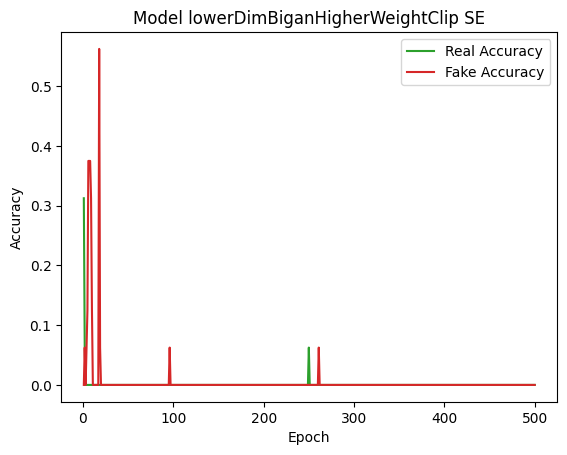 Model lowerDimBiganHigherWeightClip SE
Real Accuracy
Fake Accuracy
Accuracy
0.5
0.4
0.3
0.2
0.1
0.0
0 100 200 300 400 500
Epoch